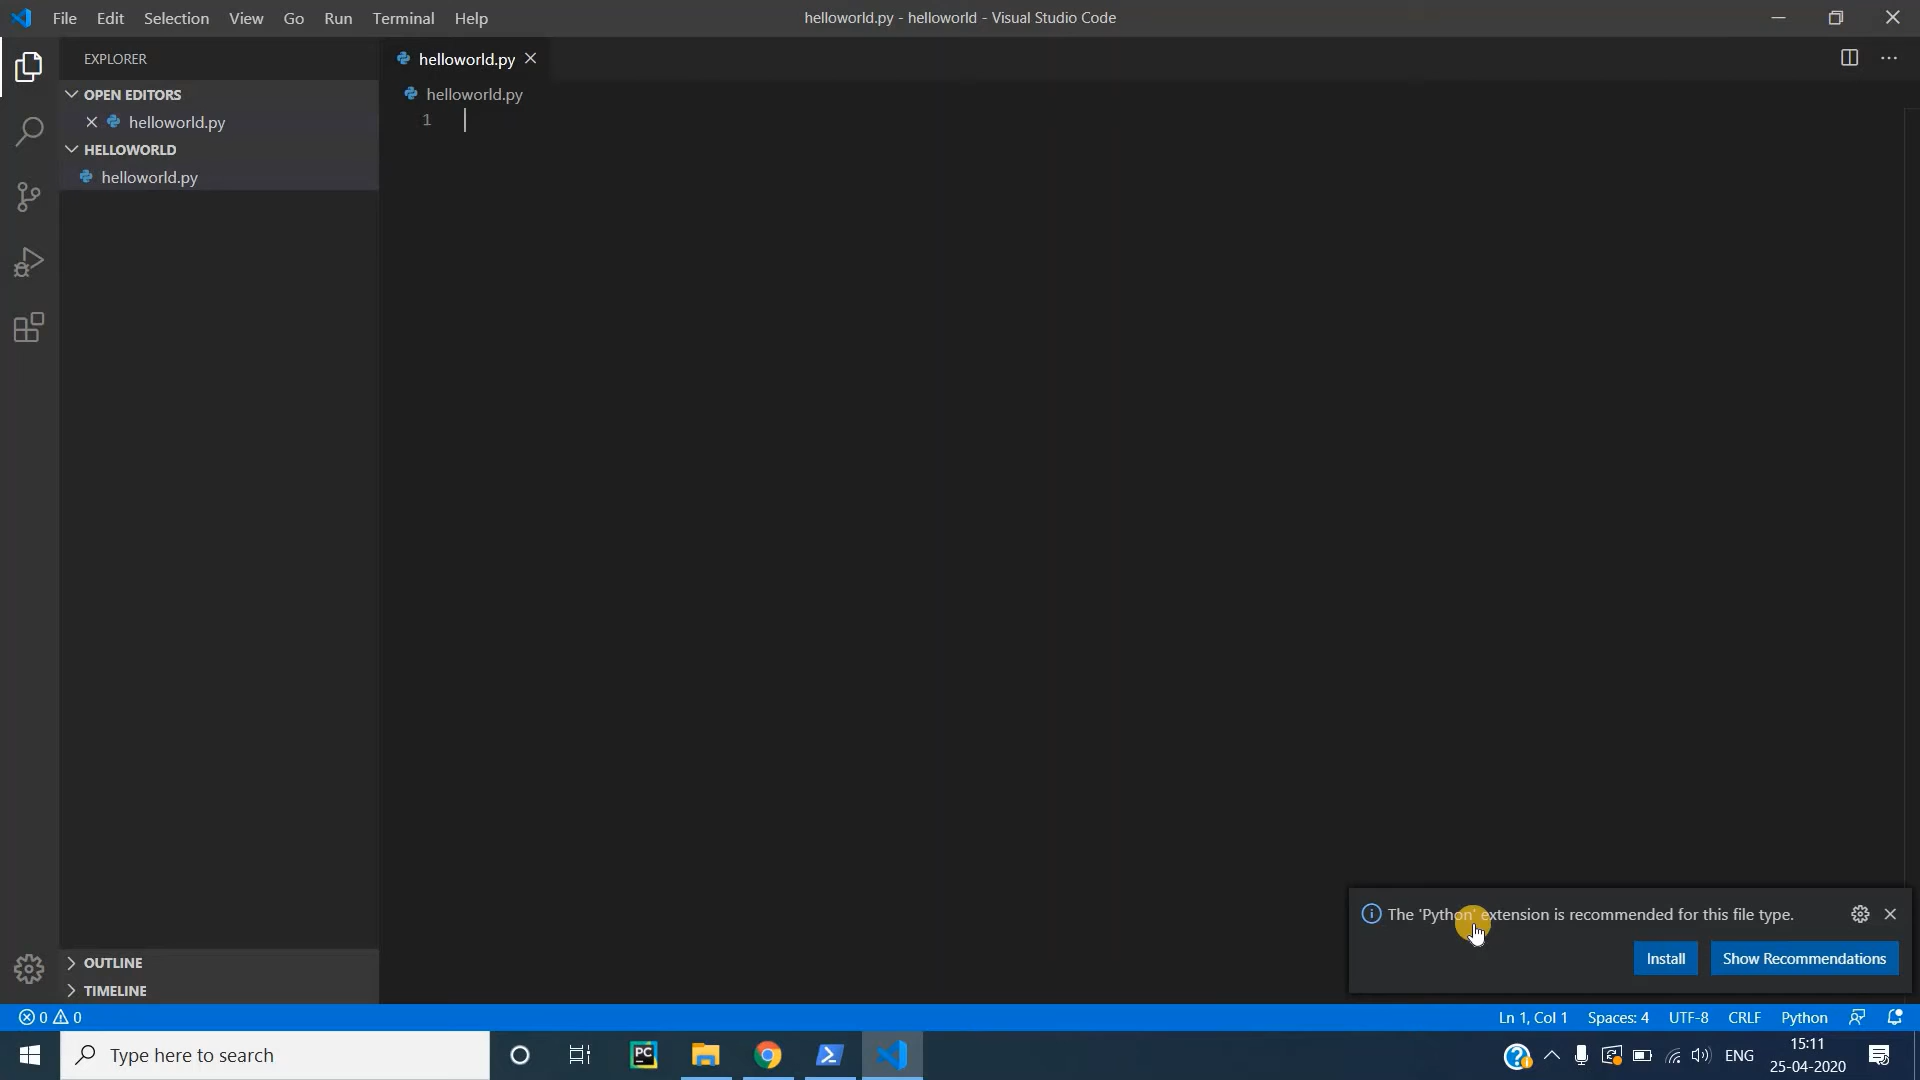 File Edit Selection View Go Run Terminal Help
helloworld.py - helloworld - Visual Studio Code
EXPLORER
OPEN EDITORS
helloworld.py
HELLOWORLD
helloworld.py
OUTLINE
TIMELINE
helloworld.py
helloworld.py
1
The 'Python' extension is recommended for this file type.
Install Show Recommendations
0 0
Ln 1, Col 1 Spaces: 4 UTF-8 CRLF Python
Type here to search
PC
ENG
15:11
25-04-2020